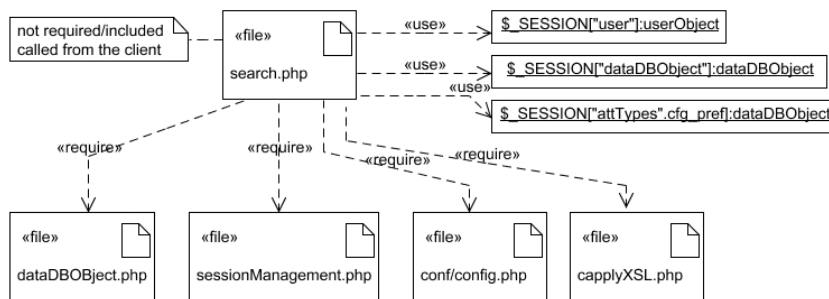 not required/included
called from the client
«file»
search.php
«use»
$_SESSION["user"]:userObject
«use»
$_SESSION["dataDBObject"]:dataDBObject
«use»
$_SESSION["attTypes".cfg_pref]:dataDBObject
«require»
«require»
«require»
«require»
«file»
dataDBOBject.php
«file»
sessionManagement.php
«file»
conf/config.php
«file»
capplyXSL.php